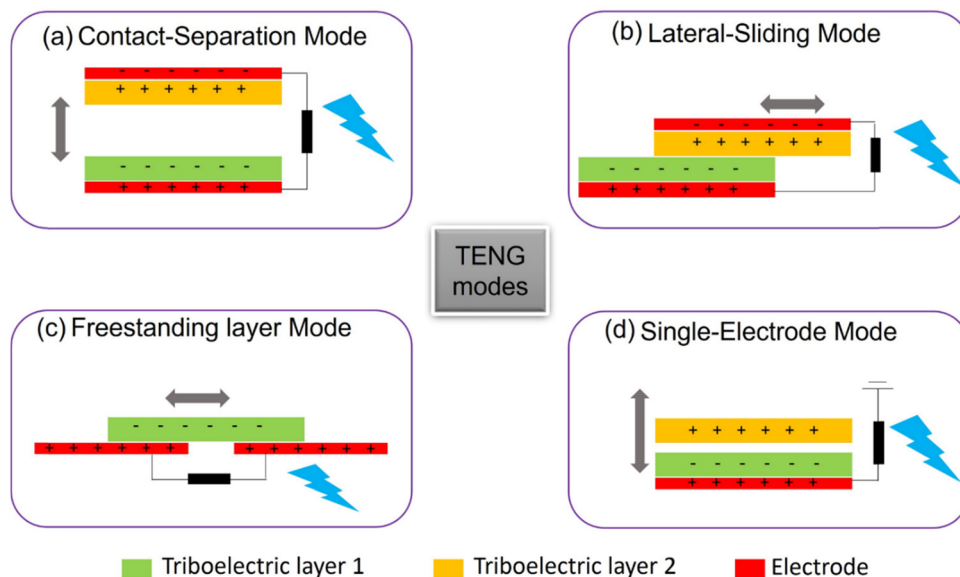 (a) Contact-Separation Mode
- - - - - -
+ + + + + +
- - - - - -
+ + + + + +
(b) Lateral-Sliding Mode
- - - - - -
+ + + + + +
- - - - - -
+ + + + + +
TENG
modes
(c) Freestanding layer Mode
- - - - - -
+ + + + + + + + + + + + + +
(d) Single-Electrode Mode
+ + + + + +
- - - - - -
+ + + + + +
Triboelectric layer 1 Triboelectric layer 2 Electrode